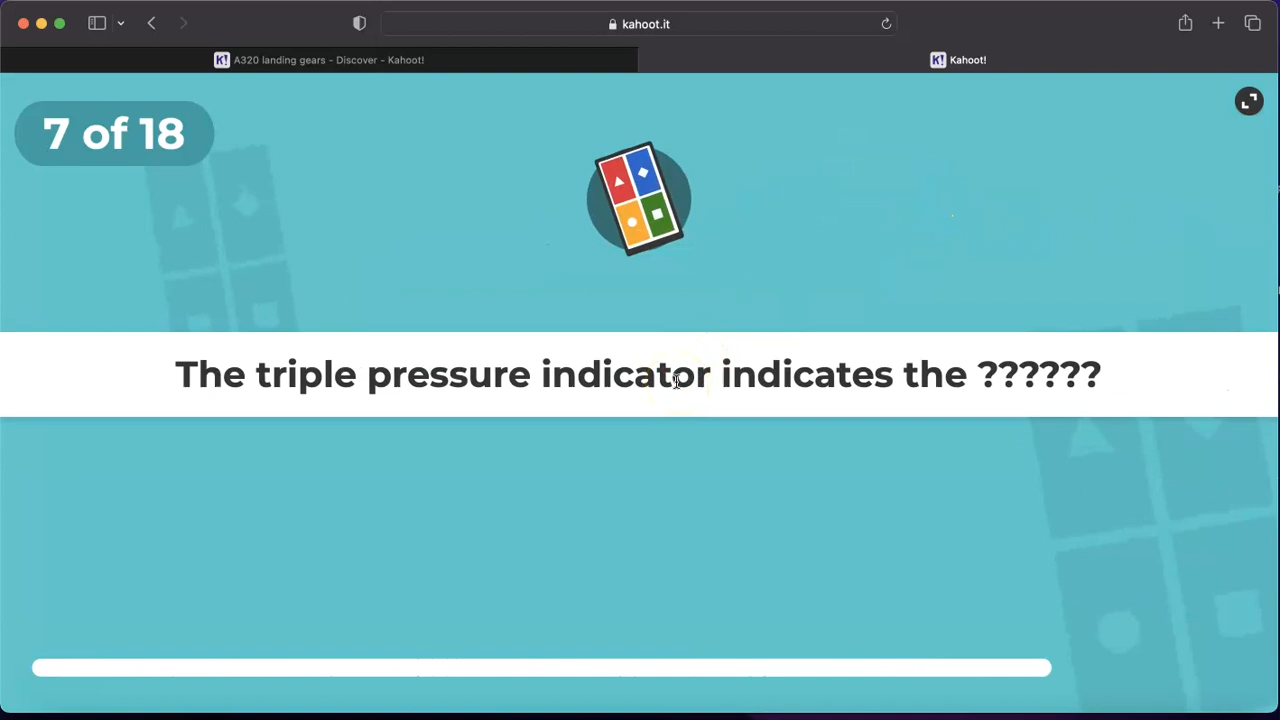 kahoot.it
A320 landing gears - Discover - Kahoot!
Kahoot!
7 of 18
The triple pressure indicator indicates the ??????